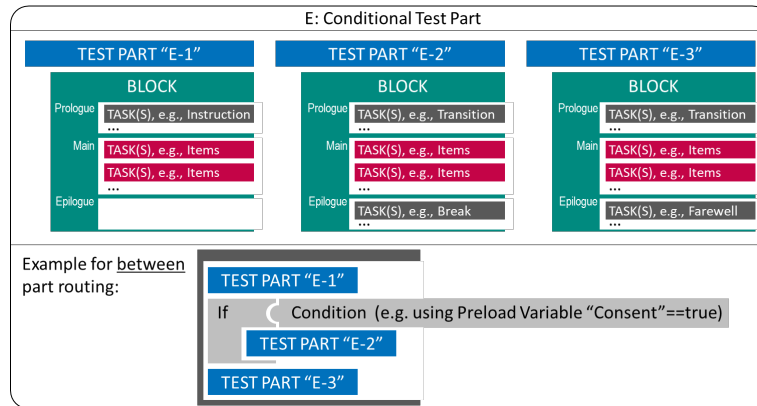 E: Conditional Test Part
TEST PART “E-1”
BLOCK
Prologue
TASK(S), e.g., Instruction
...
Main
TASK(S), e.g., Items
TASK(S), e.g., Items
...
Epilogue
TEST PART “E-2”
BLOCK
Prologue
TASK(S), e.g., Transition
...
Main
TASK(S), e.g., Items
TASK(S), e.g., Items
...
Epilogue
TASK(S), e.g., Break
...
TEST PART “E-3”
BLOCK
Prologue
TASK(S), e.g., Transition
...
Main
TASK(S), e.g., Items
TASK(S), e.g., Items
...
Epilogue
TASK(S), e.g., Farewell
...
Example for between
part routing:
TEST PART “E-1”
If Condition (e.g. using Preload Variable “Consent”==true)
TEST PART “E-2”
TEST PART “E-3”